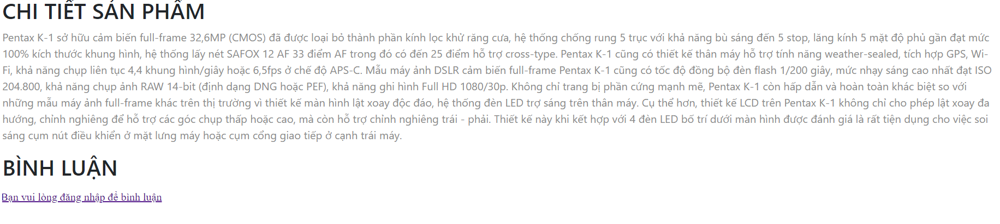 CHI TIẾT SẢN PHẨM
Pentax K-1 sở hữu cảm biến full-frame 32,6MP (CMOS) đã được loại bỏ thành phần kính lọc khử răng cưa, hệ thống chống rung 5 trục với khả năng bù sáng đến 5 stop, lăng kính 5 mặt độ phủ gần đạt mức
100% kích thước khung hình, hệ thống lấy nét SAFOX 12 AF 33 điểm AF trong đó có đến 25 điểm hỗ trợ cross-type. Pentax K-1 cũng có thiết kế thân máy hỗ trợ tính năng weather-sealed, tích hợp GPS, Wi-
Fi, khả năng chụp liên tục 4,4 khung hình/giây hoặc 6,5fps ở chế độ APS-C. Mẫu máy ảnh DSLR cảm biến full-frame Pentax K-1 cũng có tốc độ đồng bộ đèn flash 1/200 giây, mức nhạy sáng cao nhất đạt ISO
204.800, khả năng chụp ảnh RAW 14-bit (định dạng DNG hoặc PEF), khả năng ghi hình Full HD 1080/30p. Không chỉ trang bị phần cứng mạnh mẽ, Pentax K-1 còn hấp dẫn và hoàn toàn khác biệt so với
những mẫu máy ảnh full-frame khác trên thị trường vì thiết kế màn hình lật xoay độc đáo, hệ thống đèn LED trợ sáng trên thân máy. Cụ thể hơn, thiết kế LCD trên Pentax K-1 không chỉ cho phép lật xoay đa
hướng, chỉnh nghiêng để hỗ trợ các góc chụp thấp hoặc cao, mà còn hỗ trợ chỉnh nghiêng trái - phải. Thiết kế này khi kết hợp với 4 đèn LED bố trí dưới màn hình được đánh giá là rất tiện dụng cho việc soi
sáng cụm nút điều khiển ở mặt lưng máy hoặc cụm cổng giao tiếp ở cạnh trái máy.
BÌNH LUẬN
Bạn vui lòng đăng nhập để bình luận